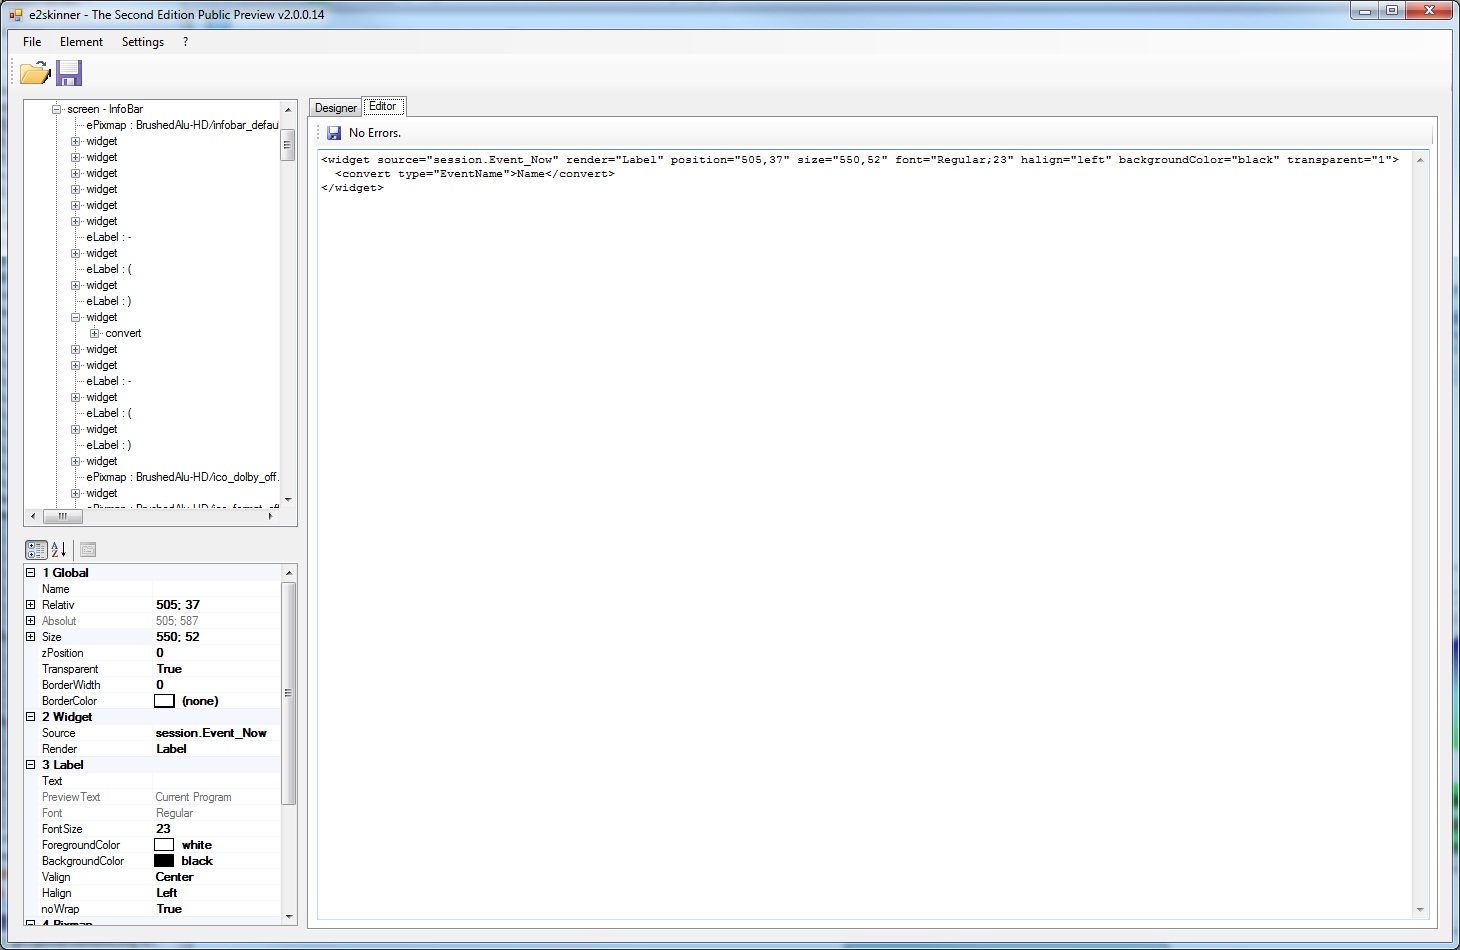 e2skinner - The Second Edition Public Preview v2.0.0.14
File Element Settings ?
screen - InfoBar
ePixmap : BrushedAlu-HD/infobar_defau
widget
widget
widget
widget
widget
widget
eLabel : -
widget
eLabel : (
widget
eLabel : )
widget
convert
widget
widget
eLabel : -
widget
eLabel : (
widget
eLabel : )
widget
ePixmap : BrushedAlu-HD/ico_dolby_off.
widget
ePixmap : BrushedAlu-HD/ico_format_off
1 Global
Name
Relativ 505; 37
Absolut 505; 587
Size 550; 52
zPosition 0
Transparent True
BorderWidth 0
BorderColor (none)
2 Widget
Source session.Event_Now
Render Label
3 Label
Text
PreviewText Current Program
Font Regular
FontSize 23
ForegroundColor white
BackgroundColor black
Valign Center
Halign Left
noWrap True
4 Pixmap
Designer Editor
No Errors.
<widget source="session.Event_Now" render="Label" position="505,37" size="550,52" font="Regular;23" halign="left" backgroundColor="black" transparent="1">
<convert type="EventName">Name</convert>
</widget>